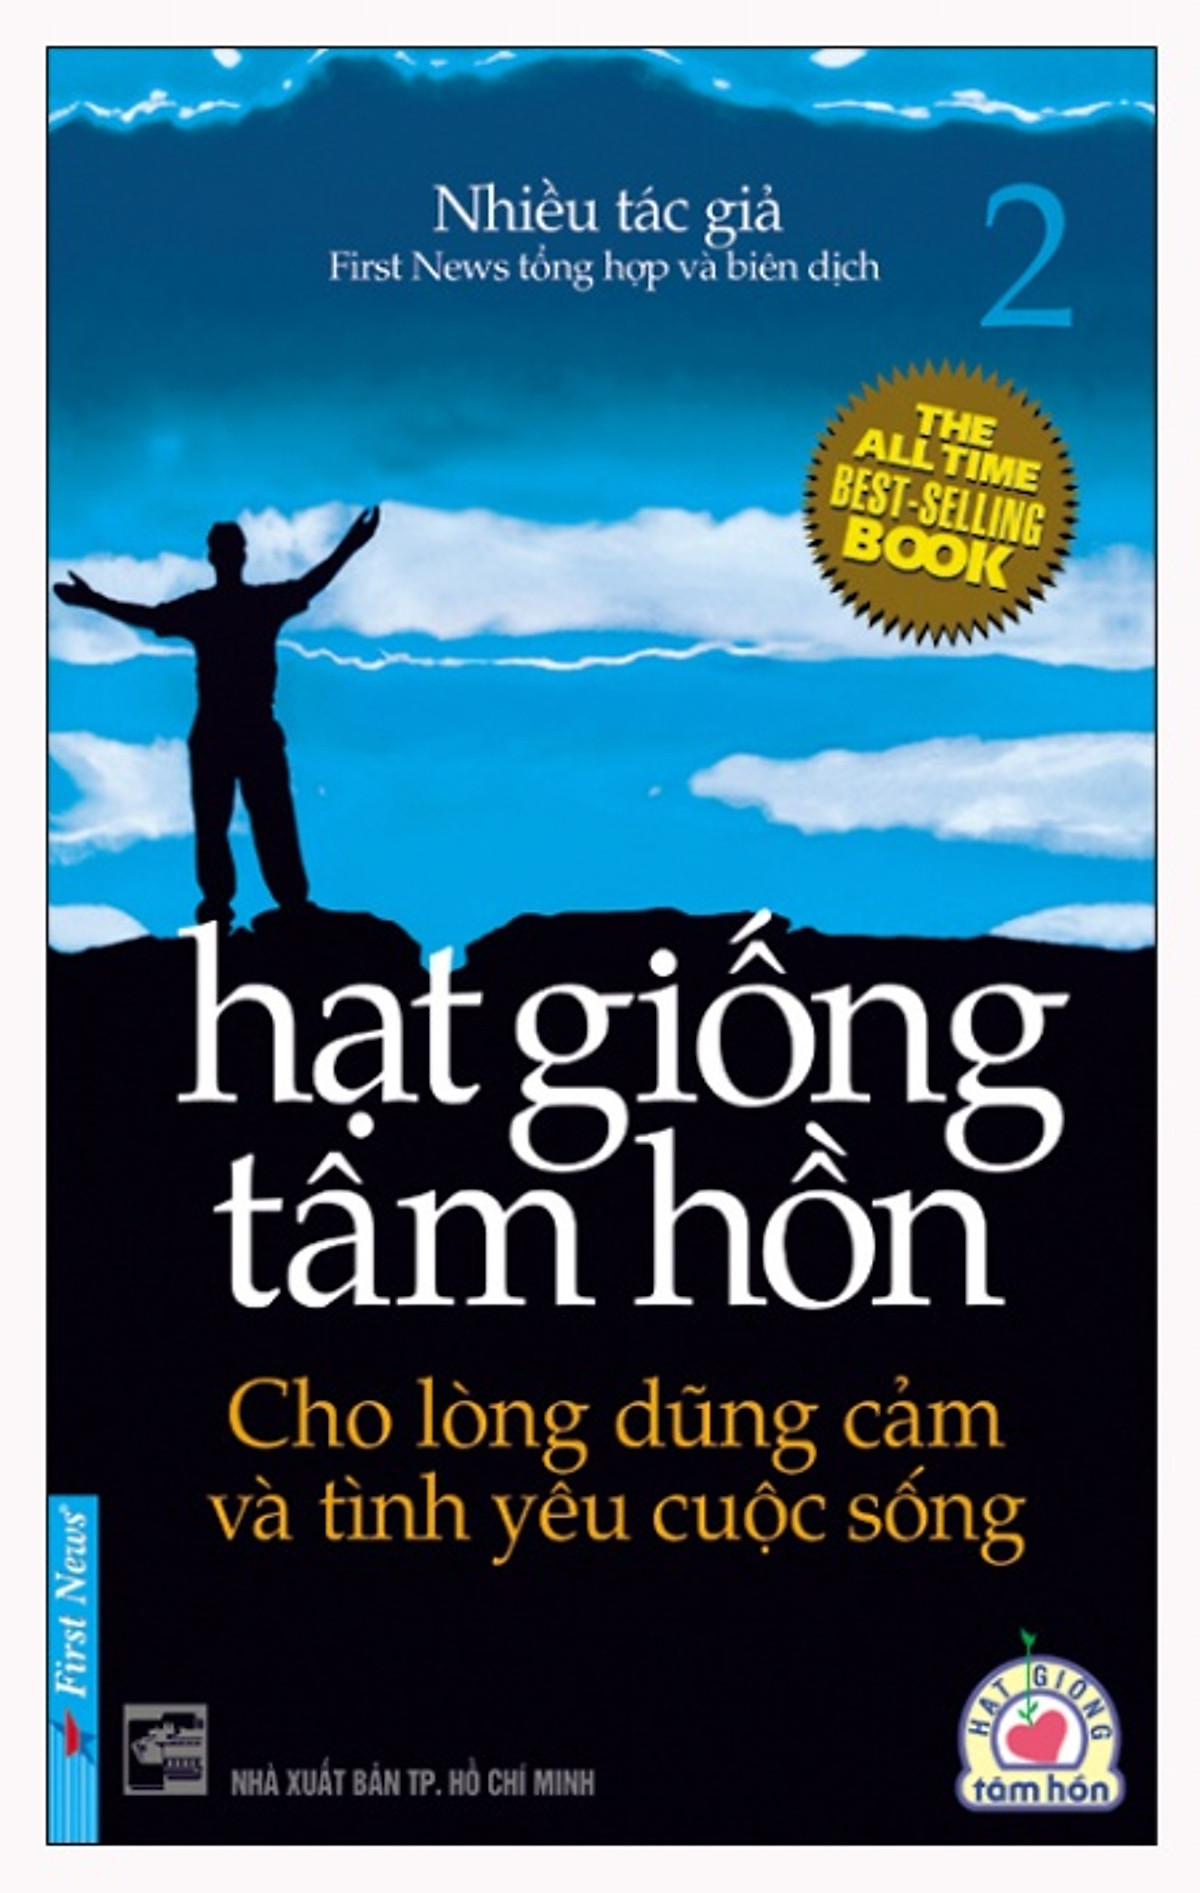 Nhiều tác giả
First News tổng hợp và biên dịch
2
THE
ALL TIME
BEST-SELLING
BOOK
hạt giống
tâm hồn
Cho lòng dũng cảm
và tình yêu cuộc sống
First News
NHÀ XUẤT BẢN TP. HỒ CHÍ MINH
HẠT GIỐNG
tâm hồn